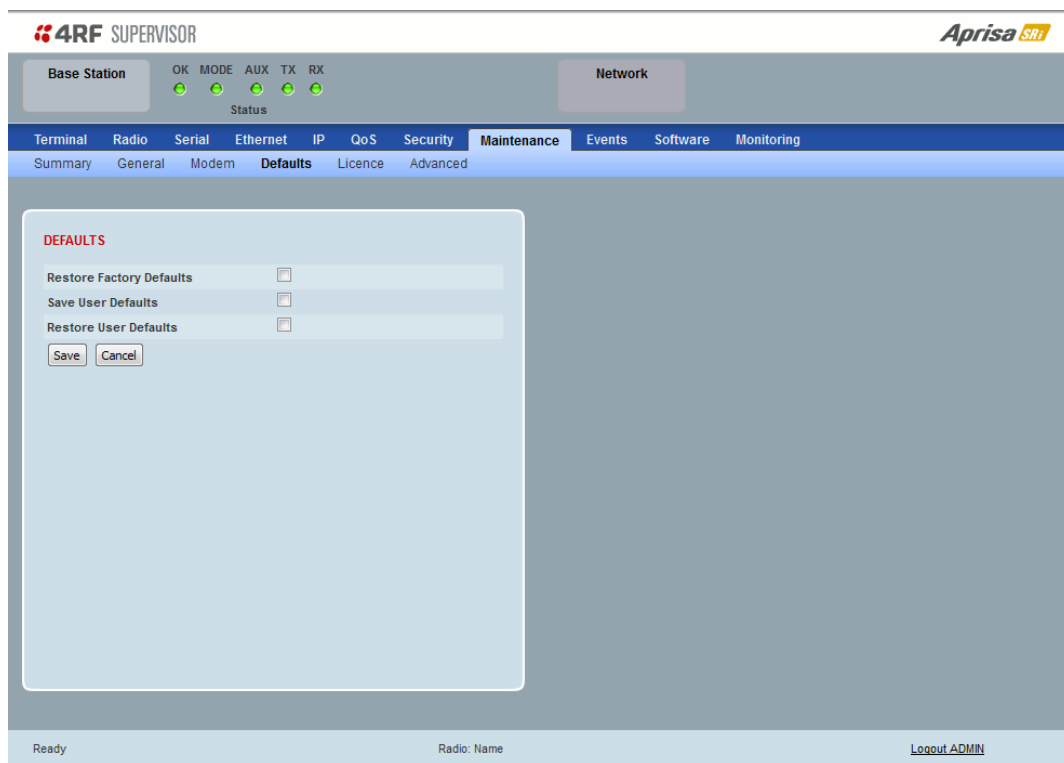 4RF SUPERVISOR
Aprisa SRi
Base Station
OK MODE AUX TX RX
Status
Network
Terminal Radio Serial Ethernet IP QoS Security Maintenance Events Software Monitoring
Summary General Modem Defaults Licence Advanced
DEFAULTS
Restore Factory Defaults
Save User Defaults
Restore User Defaults
Save Cancel
Ready Radio: Name Logout ADMIN